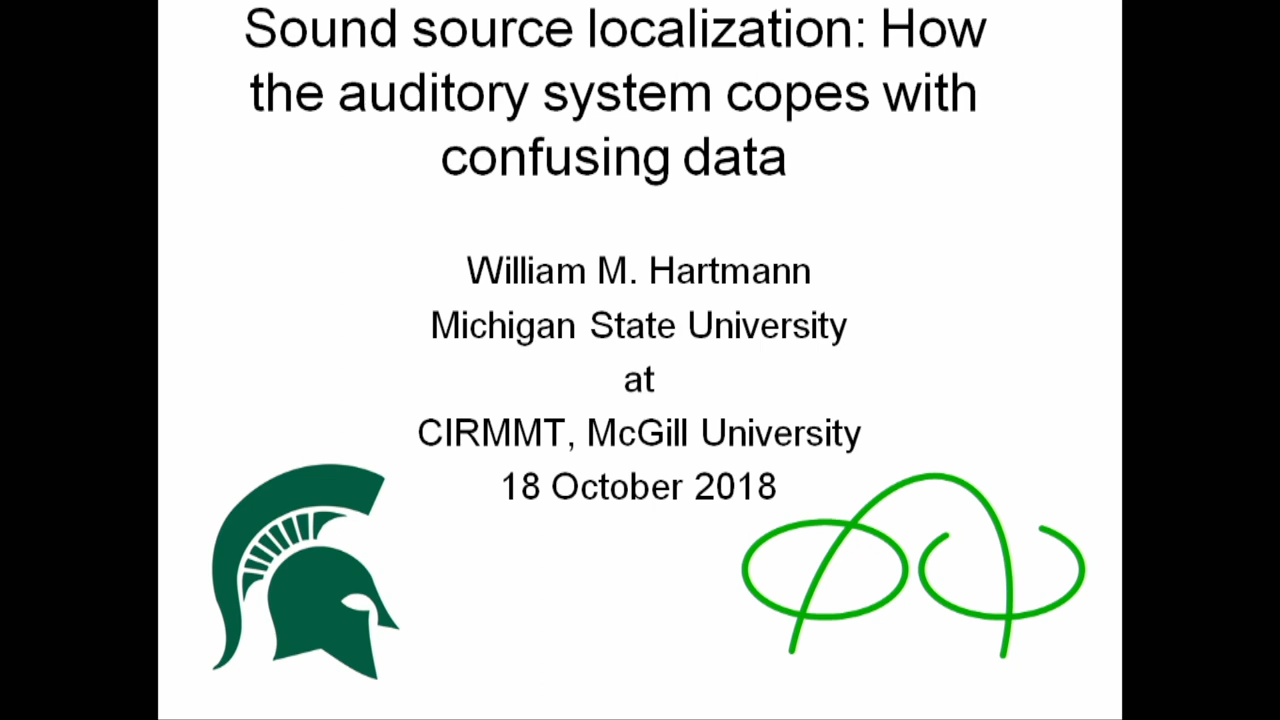 Sound source localization: How
the auditory system copes with
confusing data
William M. Hartmann
Michigan State University
at
CIRMMT, McGill University
18 October 2018